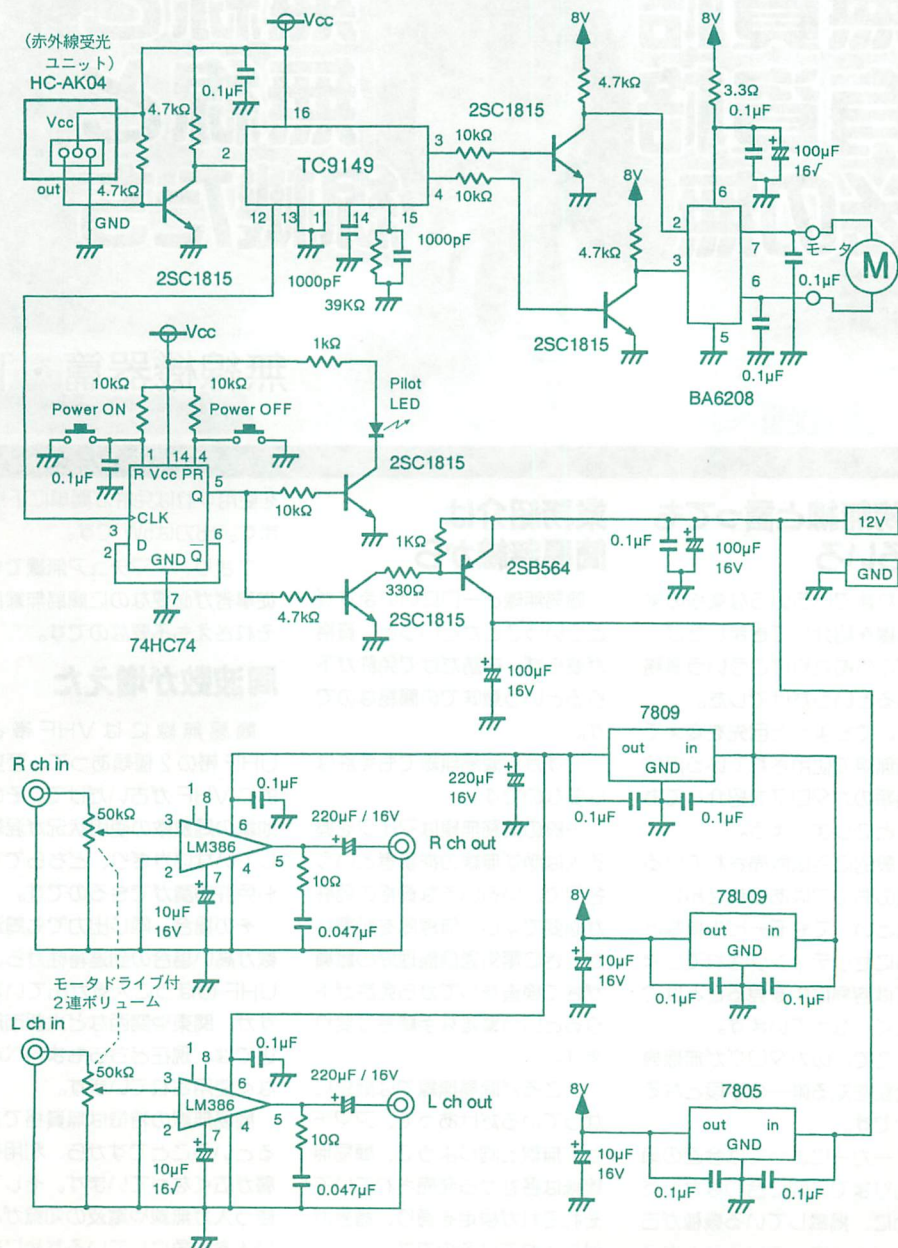 Vcc
8V
8V
(赤外線受光
ユニット)
HC-AK04
Vcc
out
GND
4.7kΩ
4.7kΩ
0.1μF
16
2
TC9149
3
4
12
13
1
14
15
10kΩ
10kΩ
2SC1815
4.7kΩ
3.3Ω
0.1μF
100μF
16√
2SC1815
1000pF
39KΩ
1000pF
8V
4.7kΩ
2SC1815
6
2
7
3
6
5
モータ
M
0.1μF
0.1μF
BA6208
Vcc
1kΩ
Pilot
LED
10kΩ
10kΩ
Power ON
Power OFF
0.1μF
1
14
4
R
Vcc
PR
5
Q
3
CLK
2
D
GND
Q
6
7
74HC74
10kΩ
2SC1815
4.7kΩ
2SC1815
1KΩ
330Ω
2SB564
0.1μF
100μF
16V
12V
GND
100μF
16V
7809
out
in
GND
0.1μF
0.1μF
220μF
16V
R ch in
50kΩ
3
2
1
8
6
LM386
7
4
5
0.1μF
220μF / 16V
R ch out
10Ω
10μF
16V
0.047μF
8V
78L09
out
in
GND
10μF
16V
0.1μF
0.1μF
モータドライブ付
2連ボリューム
L ch in
50kΩ
3
2
1
8
6
LM386
7
4
5
0.1μF
220μF / 16V
L ch out
10Ω
10μF
16V
0.047μF
8V
7805
out
in
GND
10μF
16V
0.1μF
0.1μF